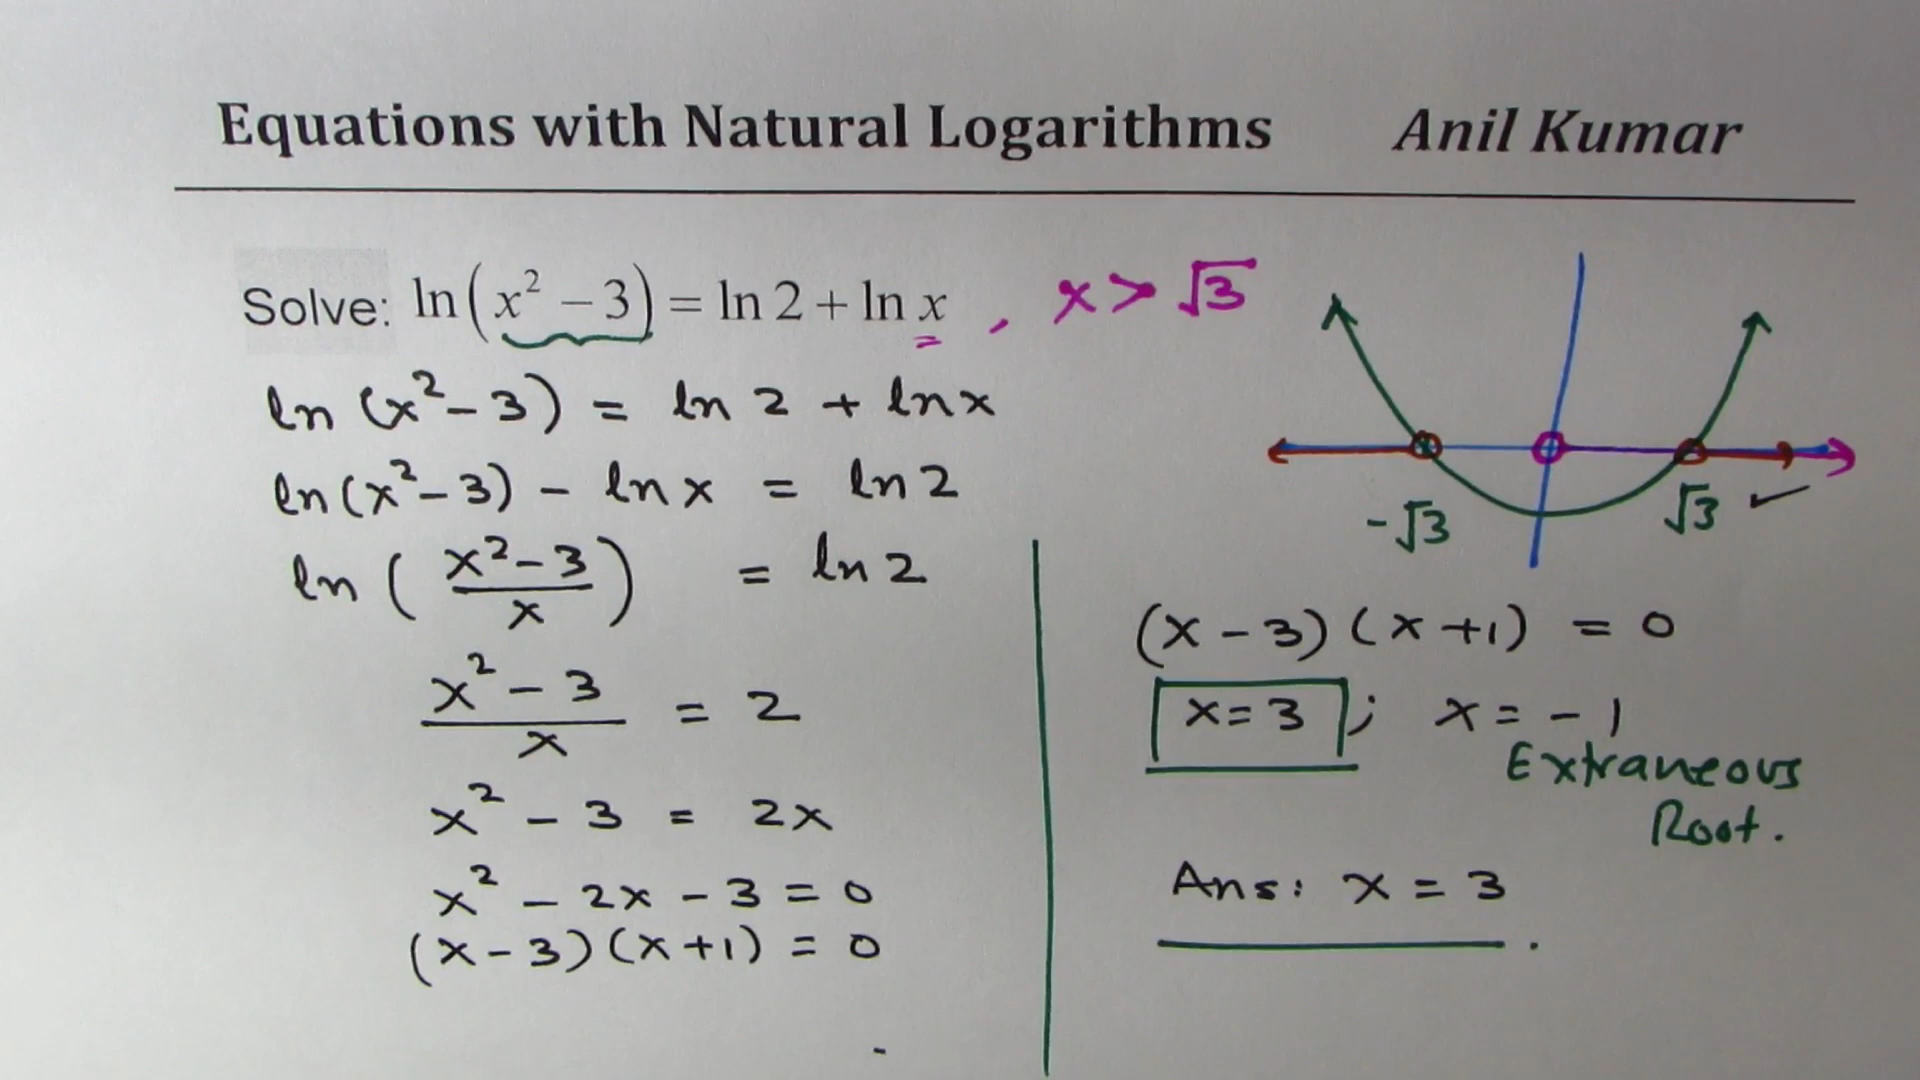 Equations with Natural Logarithms Anil Kumar
Solve: ln(x² − 3) = ln 2 + ln x , x > √3
ln (x² − 3) = ln 2 + ln x
ln (x² − 3) − ln x = ln 2
ln ( (x² − 3)/x ) = ln 2
(x² − 3)/x = 2
x² − 3 = 2x
x² − 2x − 3 = 0
(x − 3)(x + 1) = 0
−√3 √3 ✓
(x − 3)(x + 1) = 0
x = 3 ; x = −1
Extraneous
Root.
Ans: x = 3 .